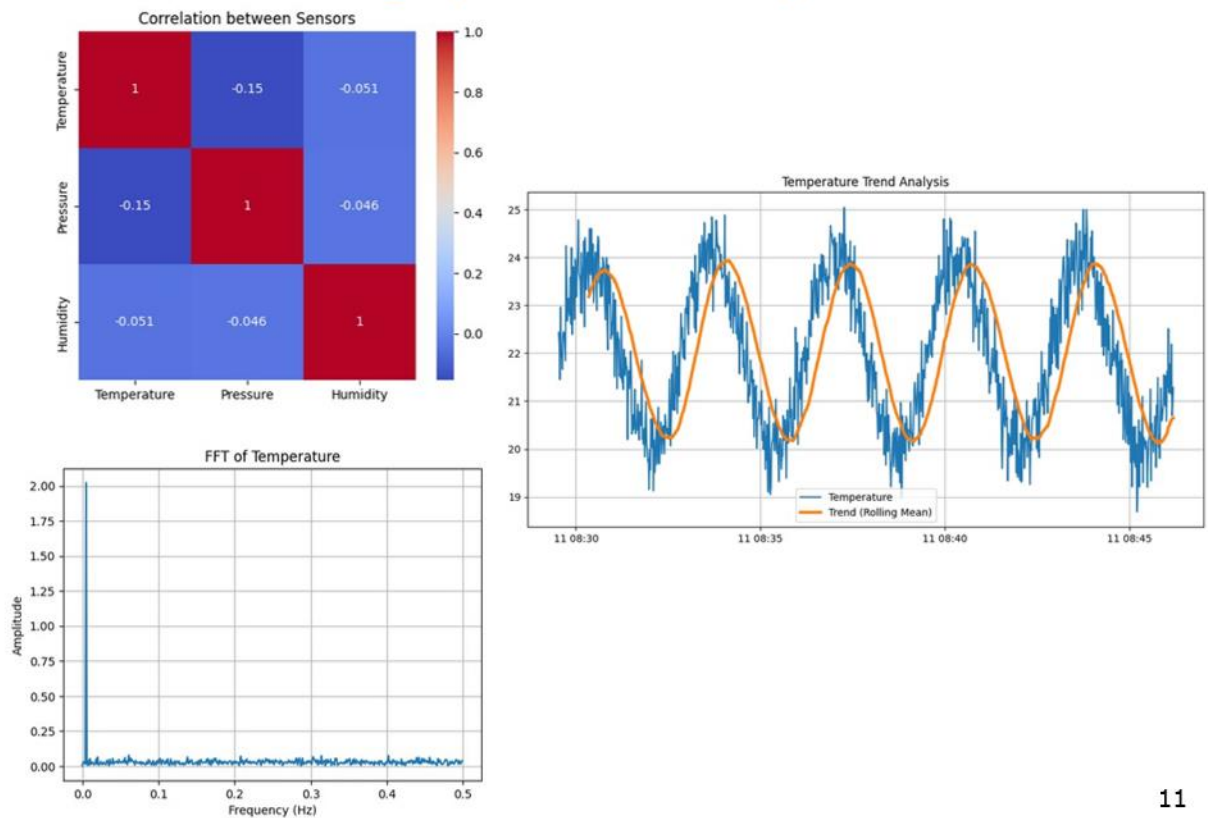 Correlation between Sensors
Temperature
Pressure
Humidity
1 -0.15 -0.051
-0.15 1 -0.046
-0.051 -0.046 1
Temperature Pressure Humidity
1.0
0.8
0.6
0.4
0.2
0.0
Temperature Trend Analysis
25
24
23
22
21
20
19
Temperature
Trend (Rolling Mean)
11 08:30 11 08:35 11 08:40 11 08:45
FFT of Temperature
Amplitude
2.00
1.75
1.50
1.25
1.00
0.75
0.50
0.25
0.00
0.0 0.1 0.2 0.3 0.4 0.5
Frequency (Hz)
11